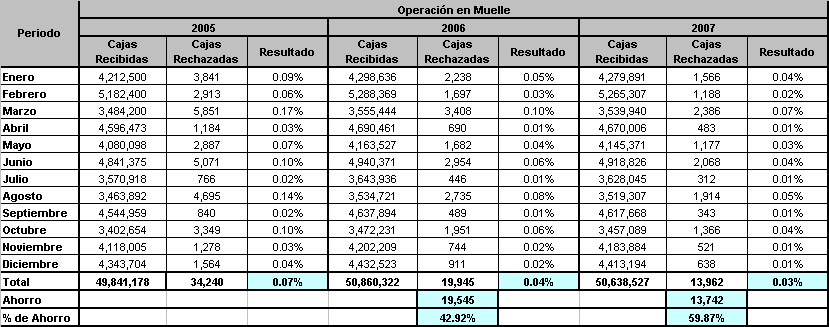 Operación en Muelle
Periodo 2005 2006 2007
Cajas Recibidas Cajas Rechazadas Resultado Cajas Recibidas Cajas Rechazadas Resultado Cajas Recibidas Cajas Rechazadas Resultado
Enero 4,212,500 3,841 0.09% 4,298,636 2,238 0.05% 4,279,891 1,566 0.04%
Febrero 5,182,400 2,913 0.06% 5,288,369 1,697 0.03% 5,265,307 1,188 0.02%
Marzo 3,484,200 5,851 0.17% 3,555,444 3,408 0.10% 3,539,940 2,386 0.07%
Abril 4,596,473 1,184 0.03% 4,690,461 690 0.01% 4,670,006 483 0.01%
Mayo 4,080,098 2,887 0.07% 4,163,527 1,682 0.04% 4,145,371 1,177 0.03%
Junio 4,841,375 5,071 0.10% 4,940,371 2,954 0.06% 4,918,826 2,068 0.04%
Julio 3,570,918 766 0.02% 3,643,936 446 0.01% 3,628,045 312 0.01%
Agosto 3,463,892 4,695 0.14% 3,534,721 2,735 0.08% 3,519,307 1,914 0.05%
Septiembre 4,544,959 840 0.02% 4,637,894 489 0.01% 4,617,668 343 0.01%
Octubre 3,402,654 3,349 0.10% 3,472,231 1,951 0.06% 3,457,089 1,366 0.04%
Noviembre 4,118,005 1,278 0.03% 4,202,209 744 0.02% 4,183,884 521 0.01%
Diciembre 4,343,704 1,564 0.04% 4,432,523 911 0.02% 4,413,194 638 0.01%
Total 49,841,178 34,240 0.07% 50,860,322 19,945 0.04% 50,638,527 13,962 0.03%
Ahorro 19,545 13,742
% de Ahorro 42.92% 59.87%